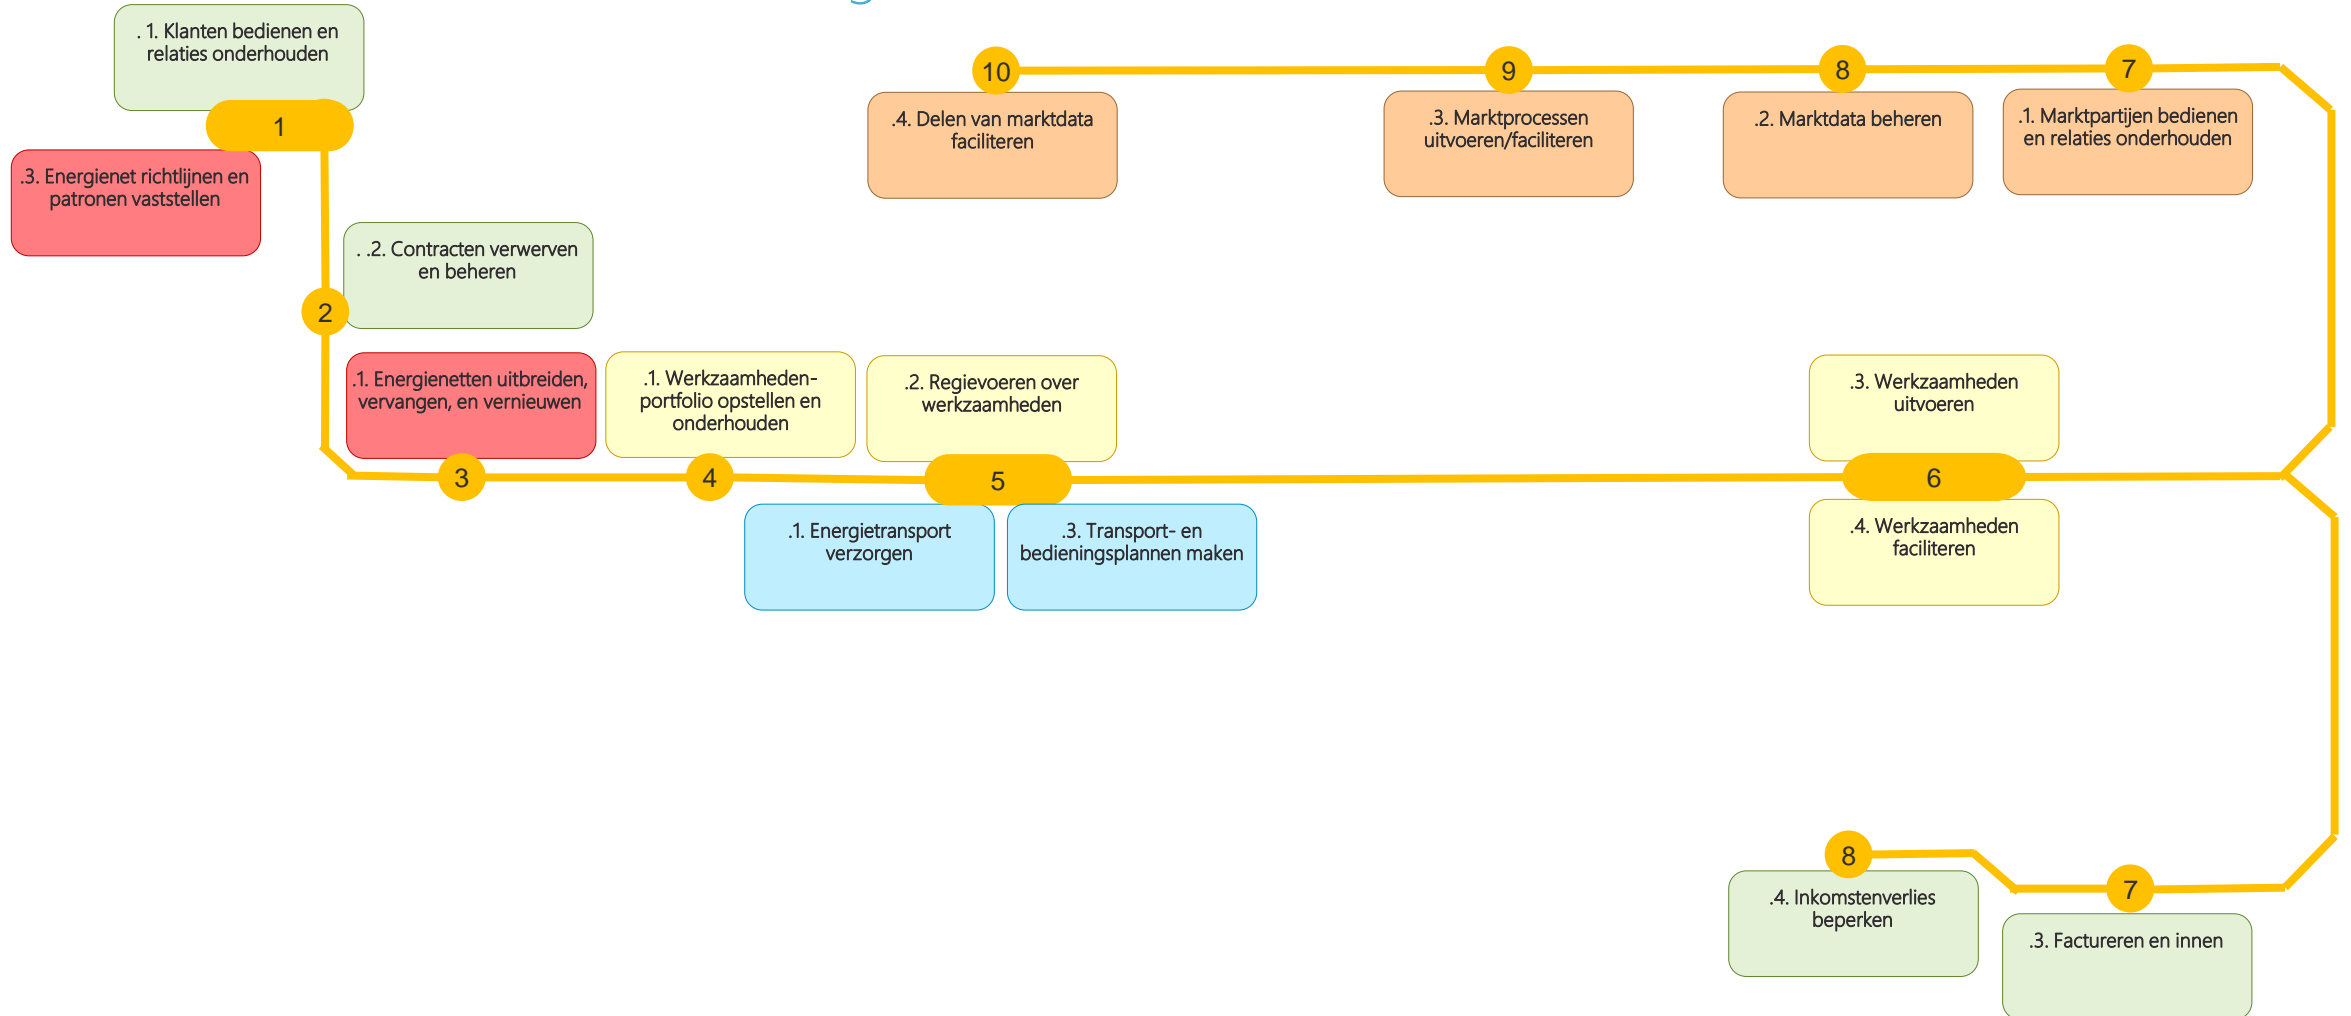 . 1. Klanten bedienen en
relaties onderhouden
1
.3. Energienet richtlijnen en
patronen vaststellen
. .2. Contracten verwerven
en beheren
2
10
9
8
7
.4. Delen van marktdata
faciliteren
.3. Marktprocessen
uitvoeren/faciliteren
.2. Marktdata beheren
.1. Marktpartijen bedienen
en relaties onderhouden
.1. Energienetten uitbreiden,
vervangen, en vernieuwen
.1. Werkzaamheden-
portfolio opstellen en
onderhouden
.2. Regievoeren over
werkzaamheden
.3. Werkzaamheden
uitvoeren
3
4
5
6
.1. Energietransport
verzorgen
.3. Transport- en
bedieningsplannen maken
.4. Werkzaamheden
faciliteren
8
7
.4. Inkomstenverlies
beperken
.3. Factureren en innen